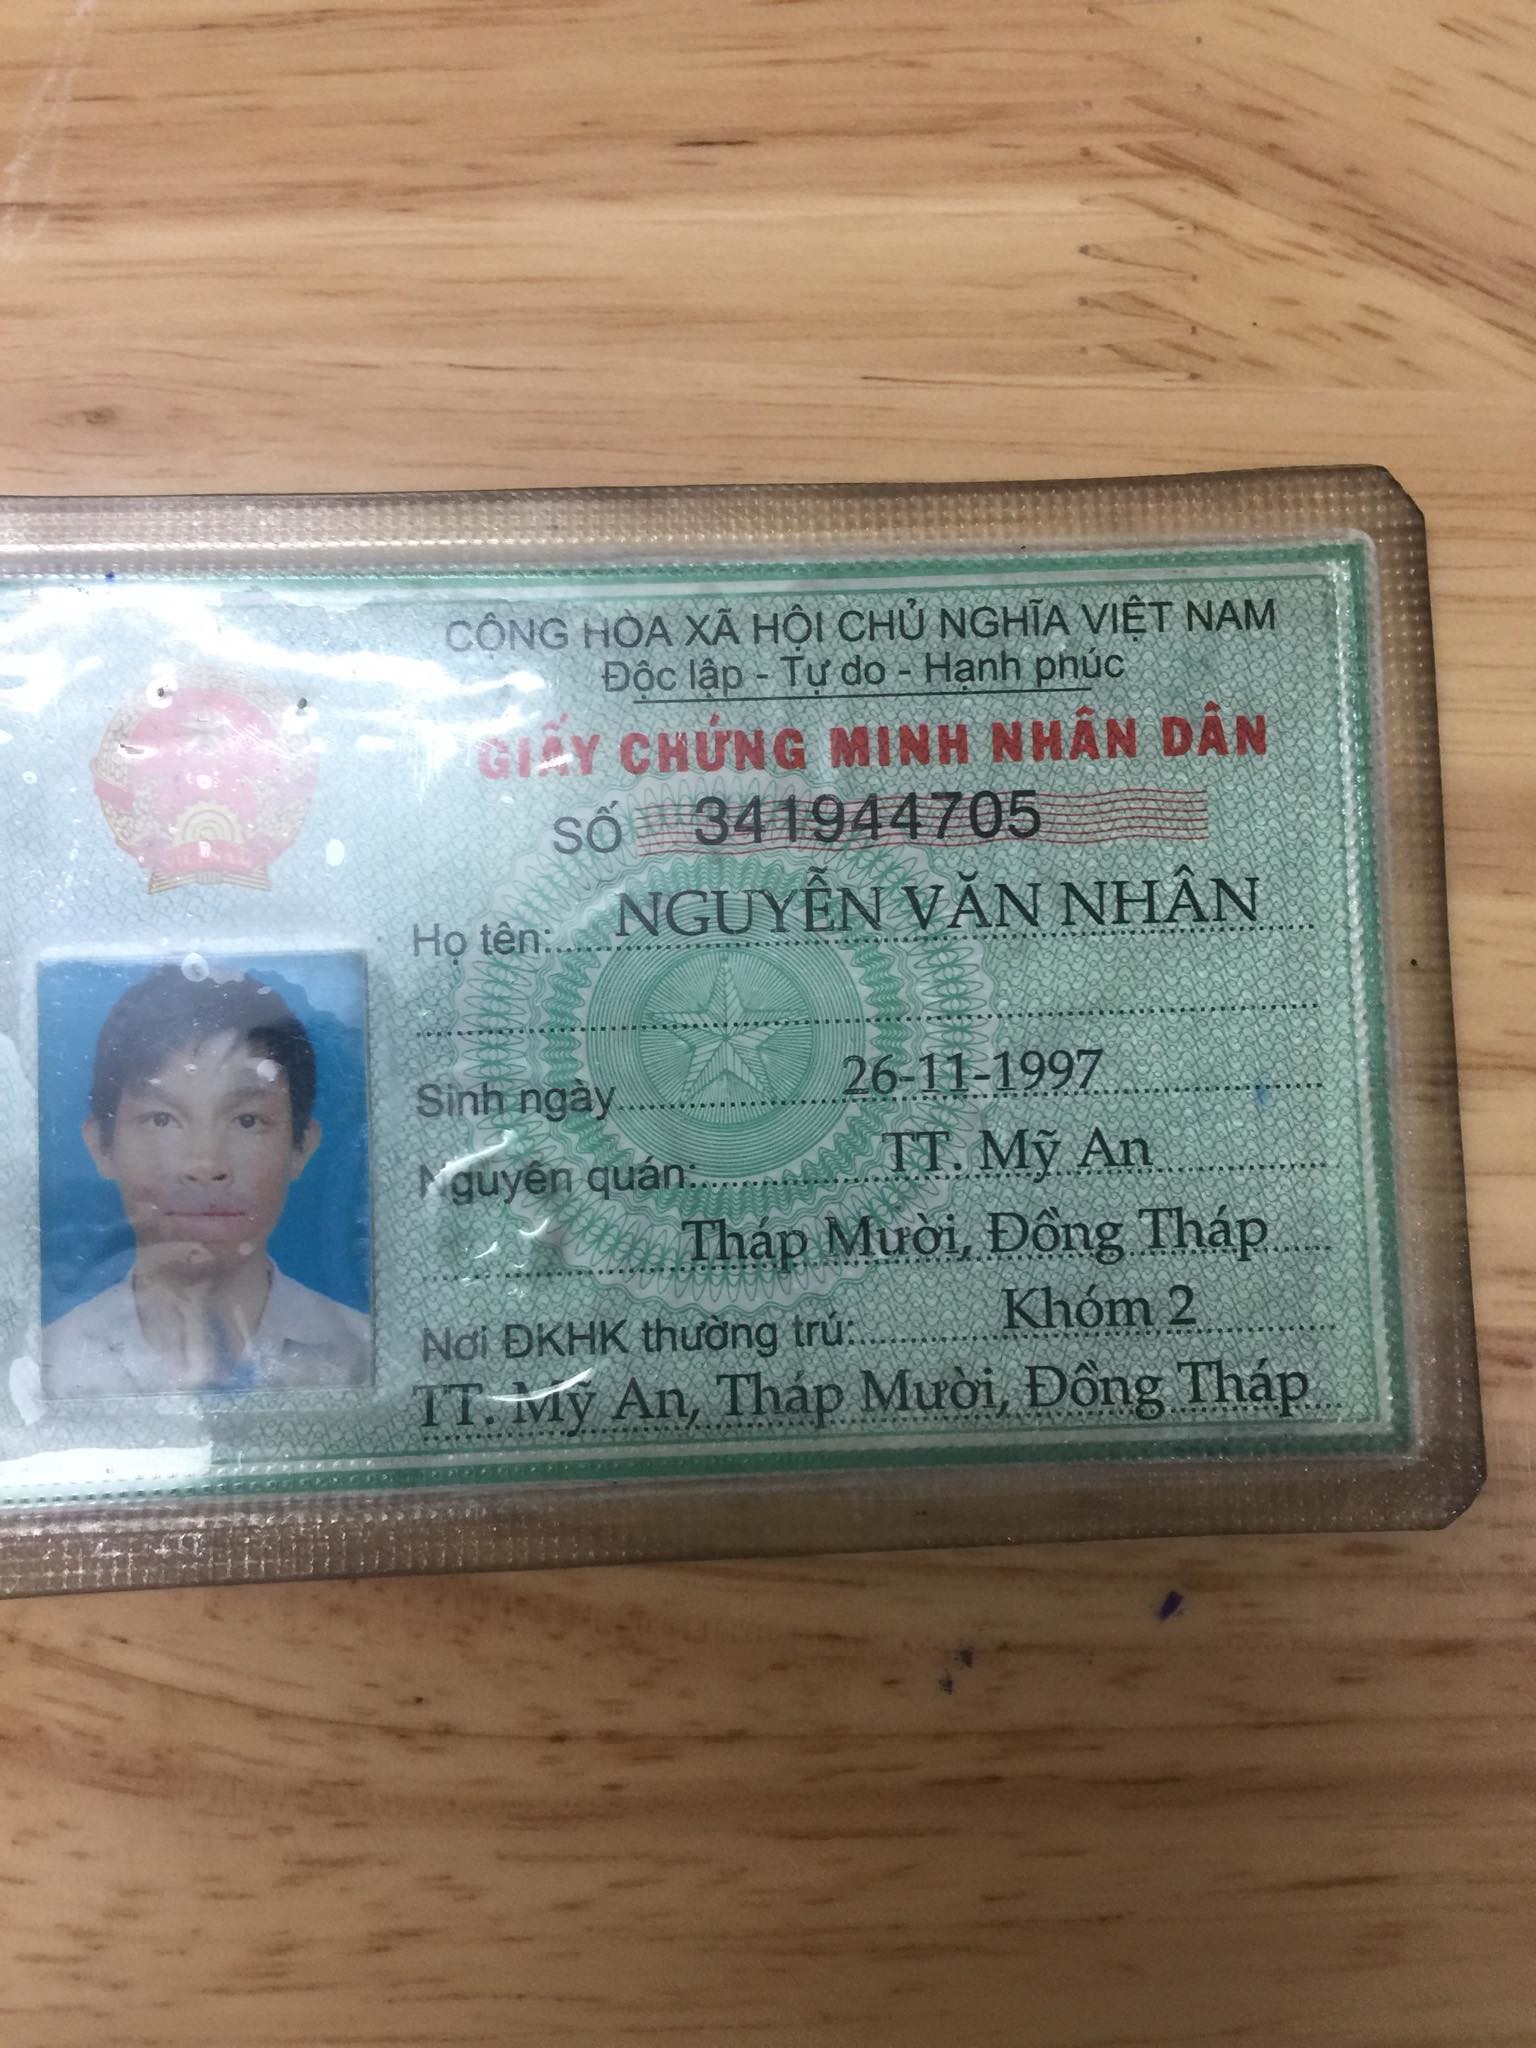 CỘNG HÒA XÃ HỘI CHỦ NGHĨA VIỆT NAM
Độc lập - Tự do - Hạnh phúc
GIẤY CHỨNG MINH NHÂN DÂN
SỐ 341944705
Họ tên: NGUYỄN VĂN NHÂN
Sinh ngày 26-11-1997
Nguyên quán: TT. Mỹ An
Tháp Mười, Đồng Tháp
Nơi ĐKHK thường trú: Khóm 2
TT. Mỹ An, Tháp Mười, Đồng Tháp